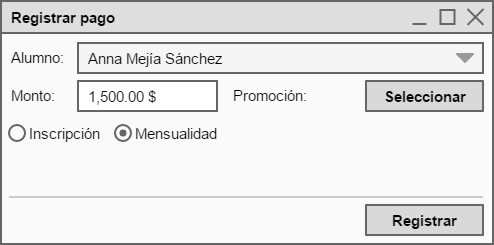 Registrar pago
Alumno: Anna Mejía Sánchez
Monto: 1,500.00 $ Promoción: Seleccionar
Inscripción Mensualidad
Registrar